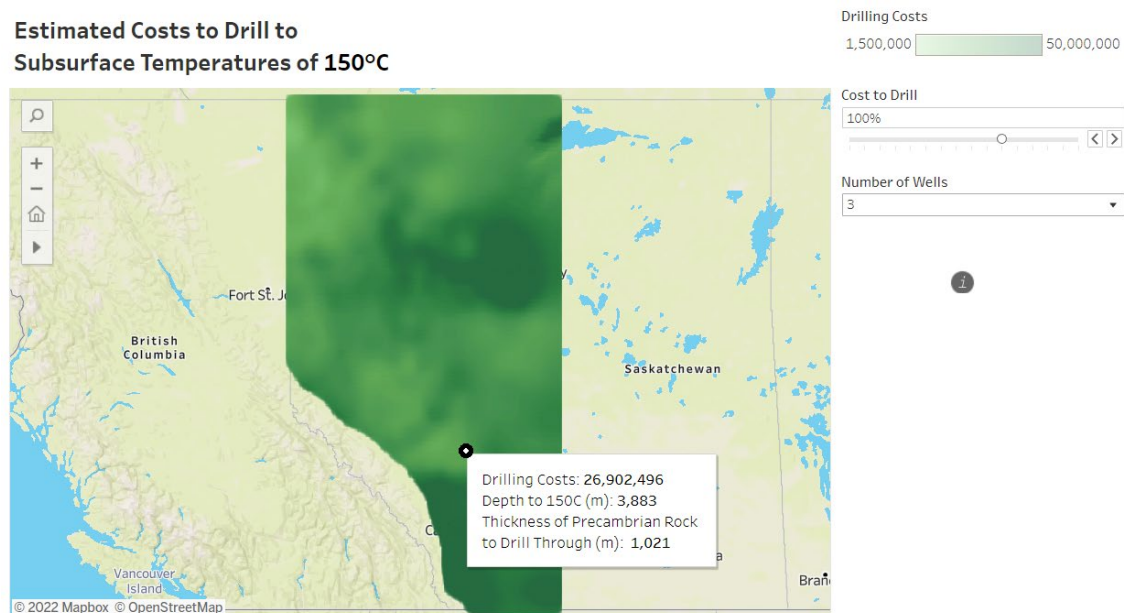 Estimated Costs to Drill to
Subsurface Temperatures of 150°C
Drilling Costs
1,500,000
50,000,000
Cost to Drill
100%
Number of Wells
3
i
Fort St. J
British
Columbia
y
Saskatchewan
Drilling Costs: 26,902,496
Depth to 150C (m): 3,883
Thickness of Precambrian Rock
to Drill Through (m): 1,021
C
a
Vancouver
Island
Bran
© 2022 Mapbox © OpenStreetMap